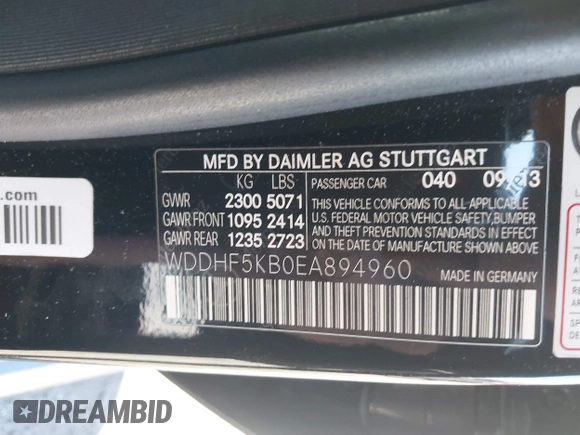 MFD BY DAIMLER AG STUTTGART
KG LBS
GVWR 2300 5071
GAWR FRONT 1095 2414
GAWR REAR 1235 2723
PASSENGER CAR 040
THIS VEHICLE CONFORMS TO ALL APPLICABLE
U.S. FEDERAL MOTOR VEHICLE SAFETY,BUMPER
AND THEFT PREVENTION STANDARDS IN EFFECT
ON THE DATE OF MANUFACTURE SHOWN ABOVE.
WDDHF5KB0EA894960
MADE IN GERMANY
.com
DREAMBID